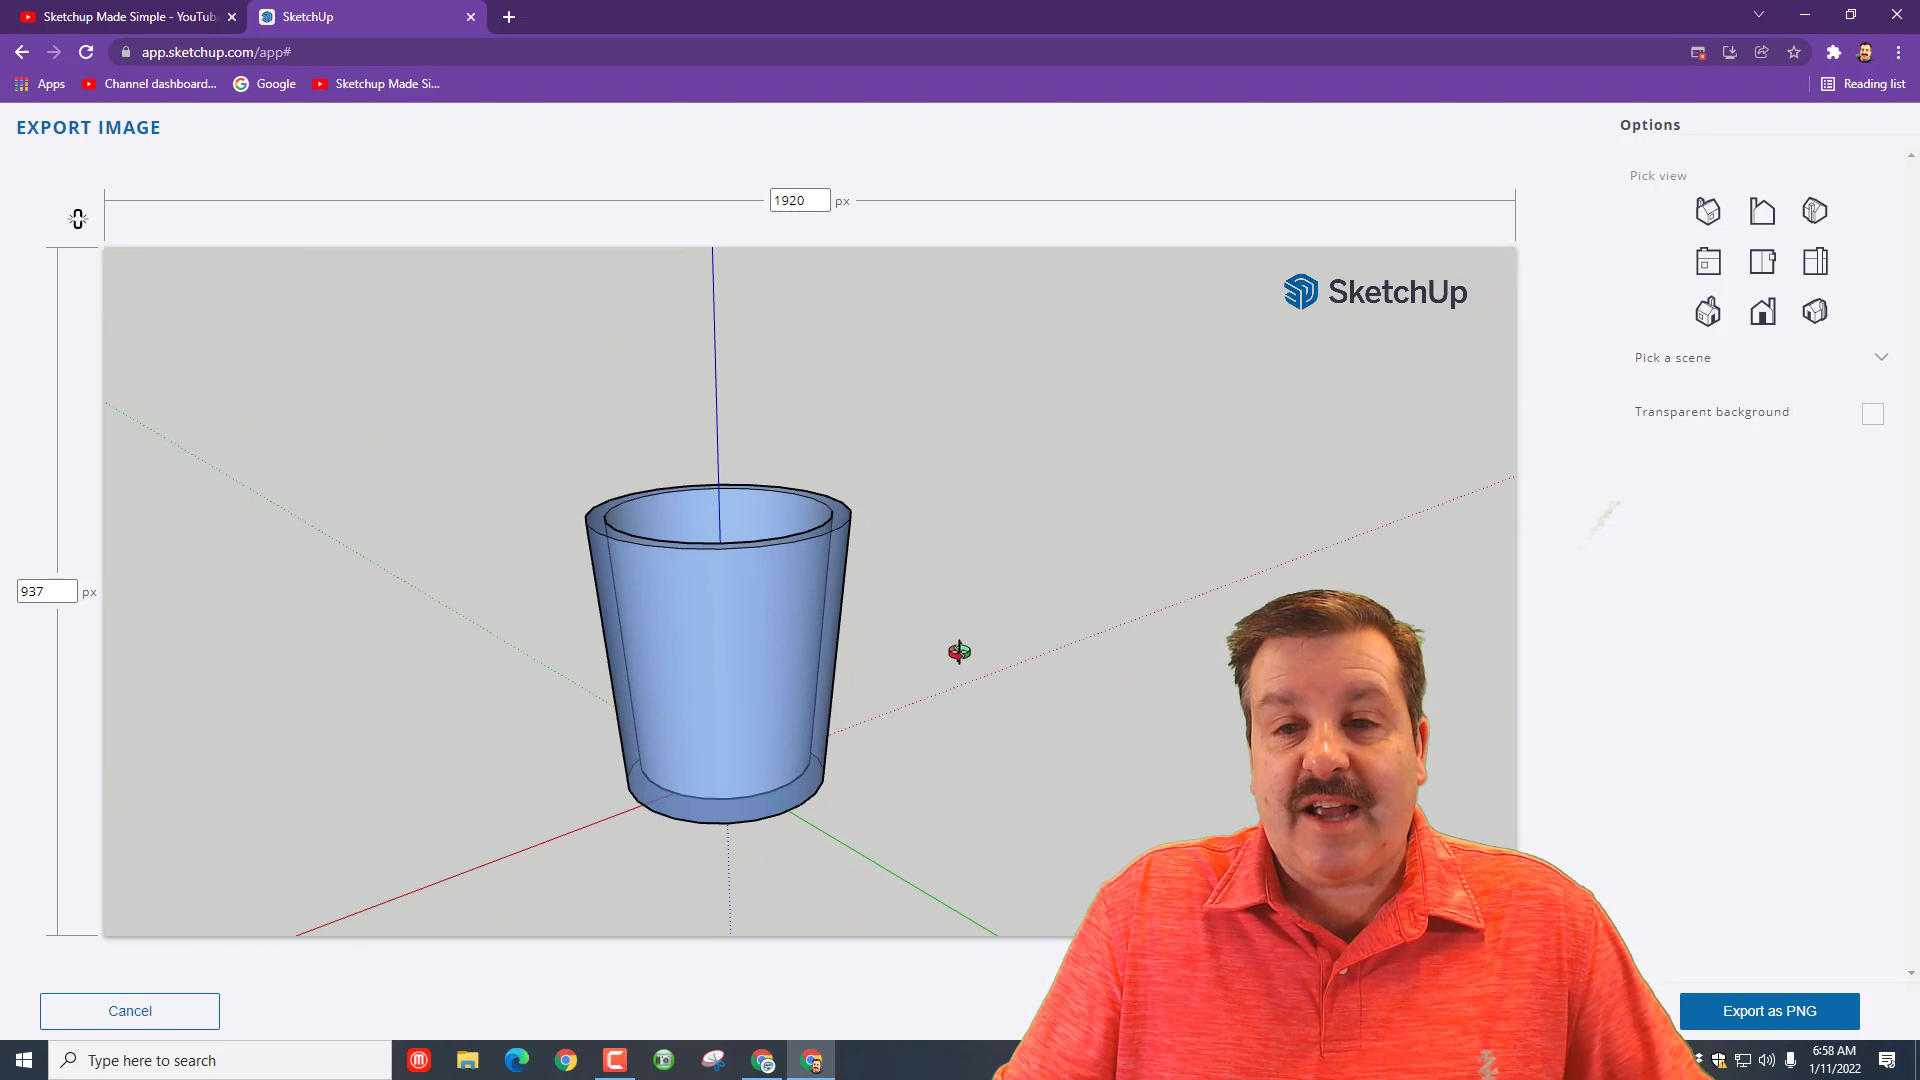 Sketchup Made Simple - YouTub
SketchUp
app.sketchup.com/app#
Apps
Channel dashboard...
Google
Sketchup Made Si...
Reading list
EXPORT IMAGE
Options
1920 px
Pick view
SketchUp
Pick a scene
Transparent background
937 px
Cancel
Export as PNG
Type here to search
6:58 AM
1/11/2022